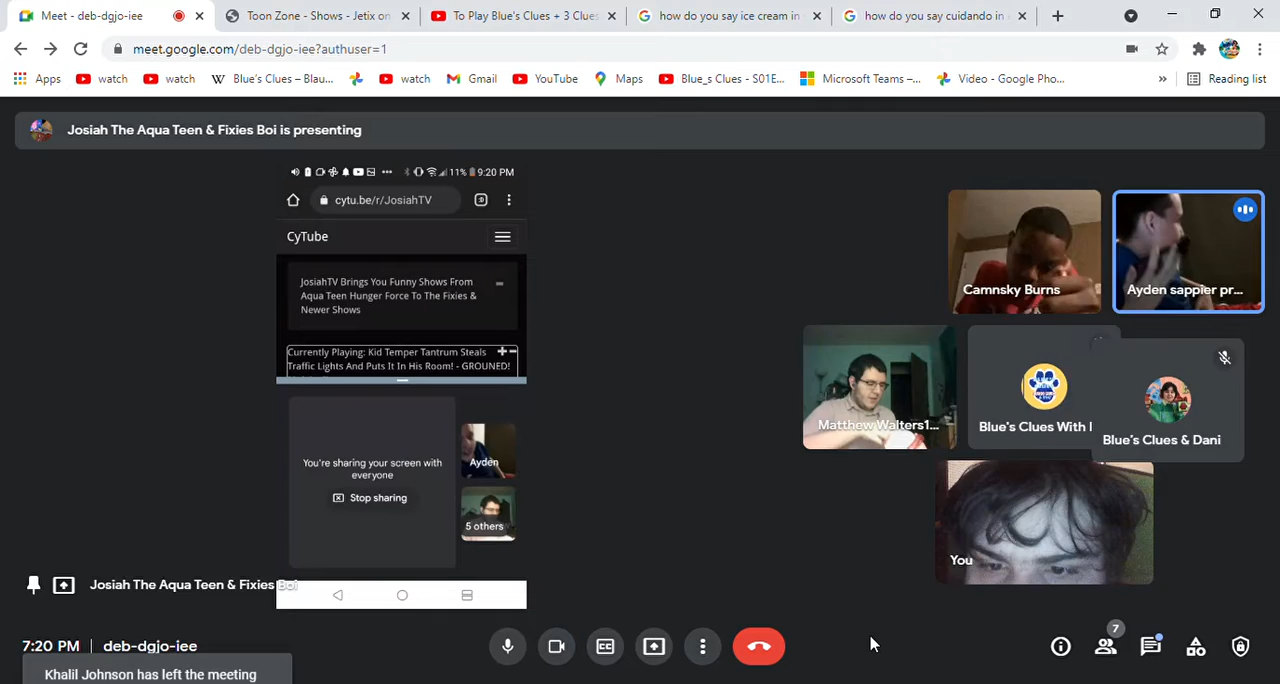 Meet - deb-dgjo-iee
Toon Zone - Shows - Jetix on
To Play Blue's Clues + 3 Clues
how do you say ice cream in
how do you say cuidando in
meet.google.com/deb-dgjo-iee?authuser=1
Apps
watch
watch
Blue's Clues – Blau...
watch
Gmail
YouTube
Maps
Blue_s Clues - S01E...
Microsoft Teams –...
Video - Google Pho...
»
Reading list
Josiah The Aqua Teen & Fixies Boi is presenting
11% 9:20 PM
cytu.be/r/JosiahTV
CyTube
JosiahTV Brings You Funny Shows From
Aqua Teen Hunger Force To The Fixies &
Newer Shows
Currently Playing: Kid Temper Tantrum Steals
Traffic Lights And Puts It In His Room! - GROUNED!
You're sharing your screen with
everyone
Stop sharing
Ayden
5 others
Camnsky Burns
Ayden sappier pr...
Matthew Walters1...
Blue's Clues With
Blue's Clues & Dani
You
Josiah The Aqua Teen & Fixies Boi
7:20 PM | deb-dgjo-iee
CC
7
Khalil Johnson has left the meeting